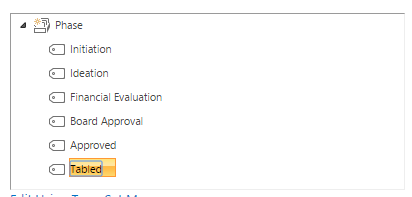 Phase
Initiation
Ideation
Financial Evaluation
Board Approval
Approved
Tabled